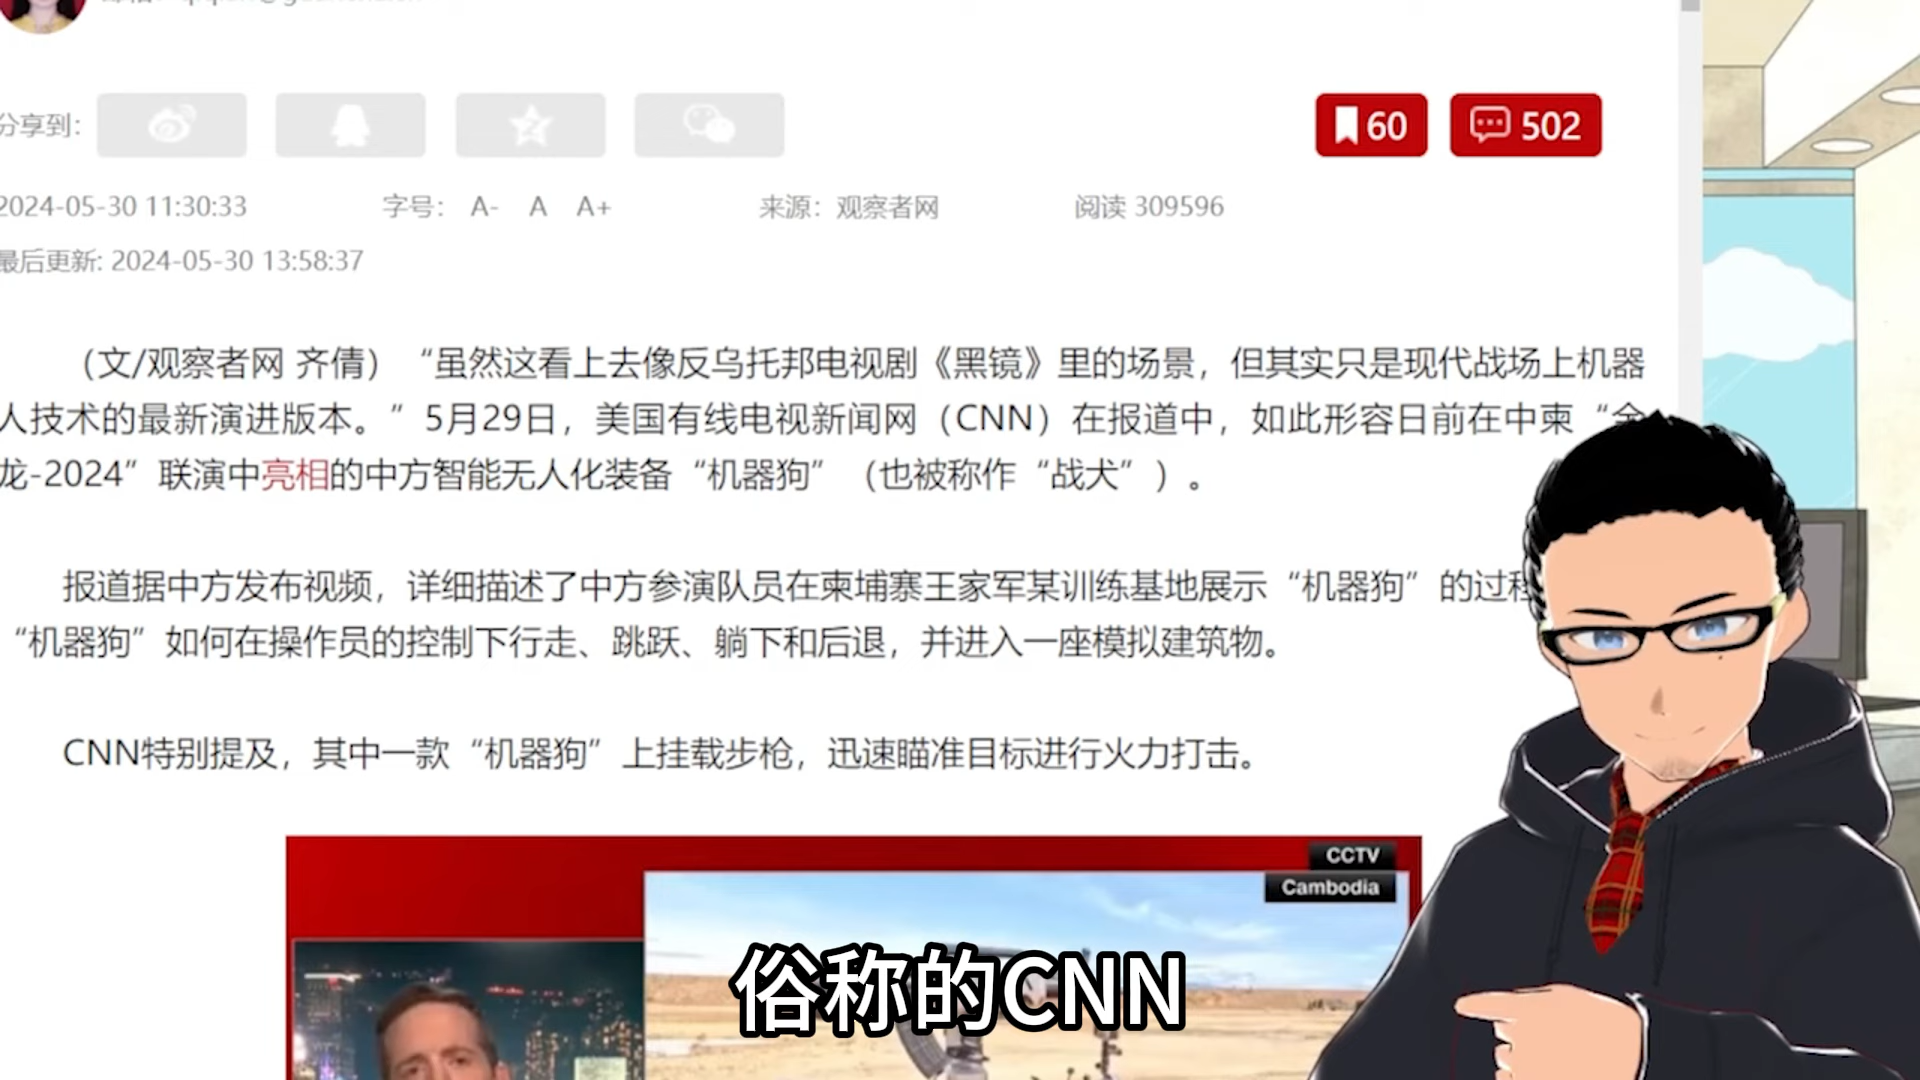 分享到:
60
502
2024-05-30 11:30:33 字号： A- A A+ 来源：观察者网 阅读 309596
最后更新: 2024-05-30 13:58:37
（文/观察者网 齐倩）“虽然这看上去像反乌托邦电视剧《黑镜》里的场景，但其实只是现代战场上机器
人技术的最新演进版本。”5月29日，美国有线电视新闻网（CNN）在报道中，如此形容日前在中柬“金
龙-2024”联演中亮相的中方智能无人化装备“机器狗”（也被称作“战犬”）。
报道据中方发布视频，详细描述了中方参演队员在柬埔寨王家军某训练基地展示“机器狗”的过程
“机器狗”如何在操作员的控制下行走、跳跃、躺下和后退，并进入一座模拟建筑物。
CNN特别提及，其中一款“机器狗”上挂载步枪，迅速瞄准目标进行火力打击。
CCTV
Cambodia
俗称的CNN